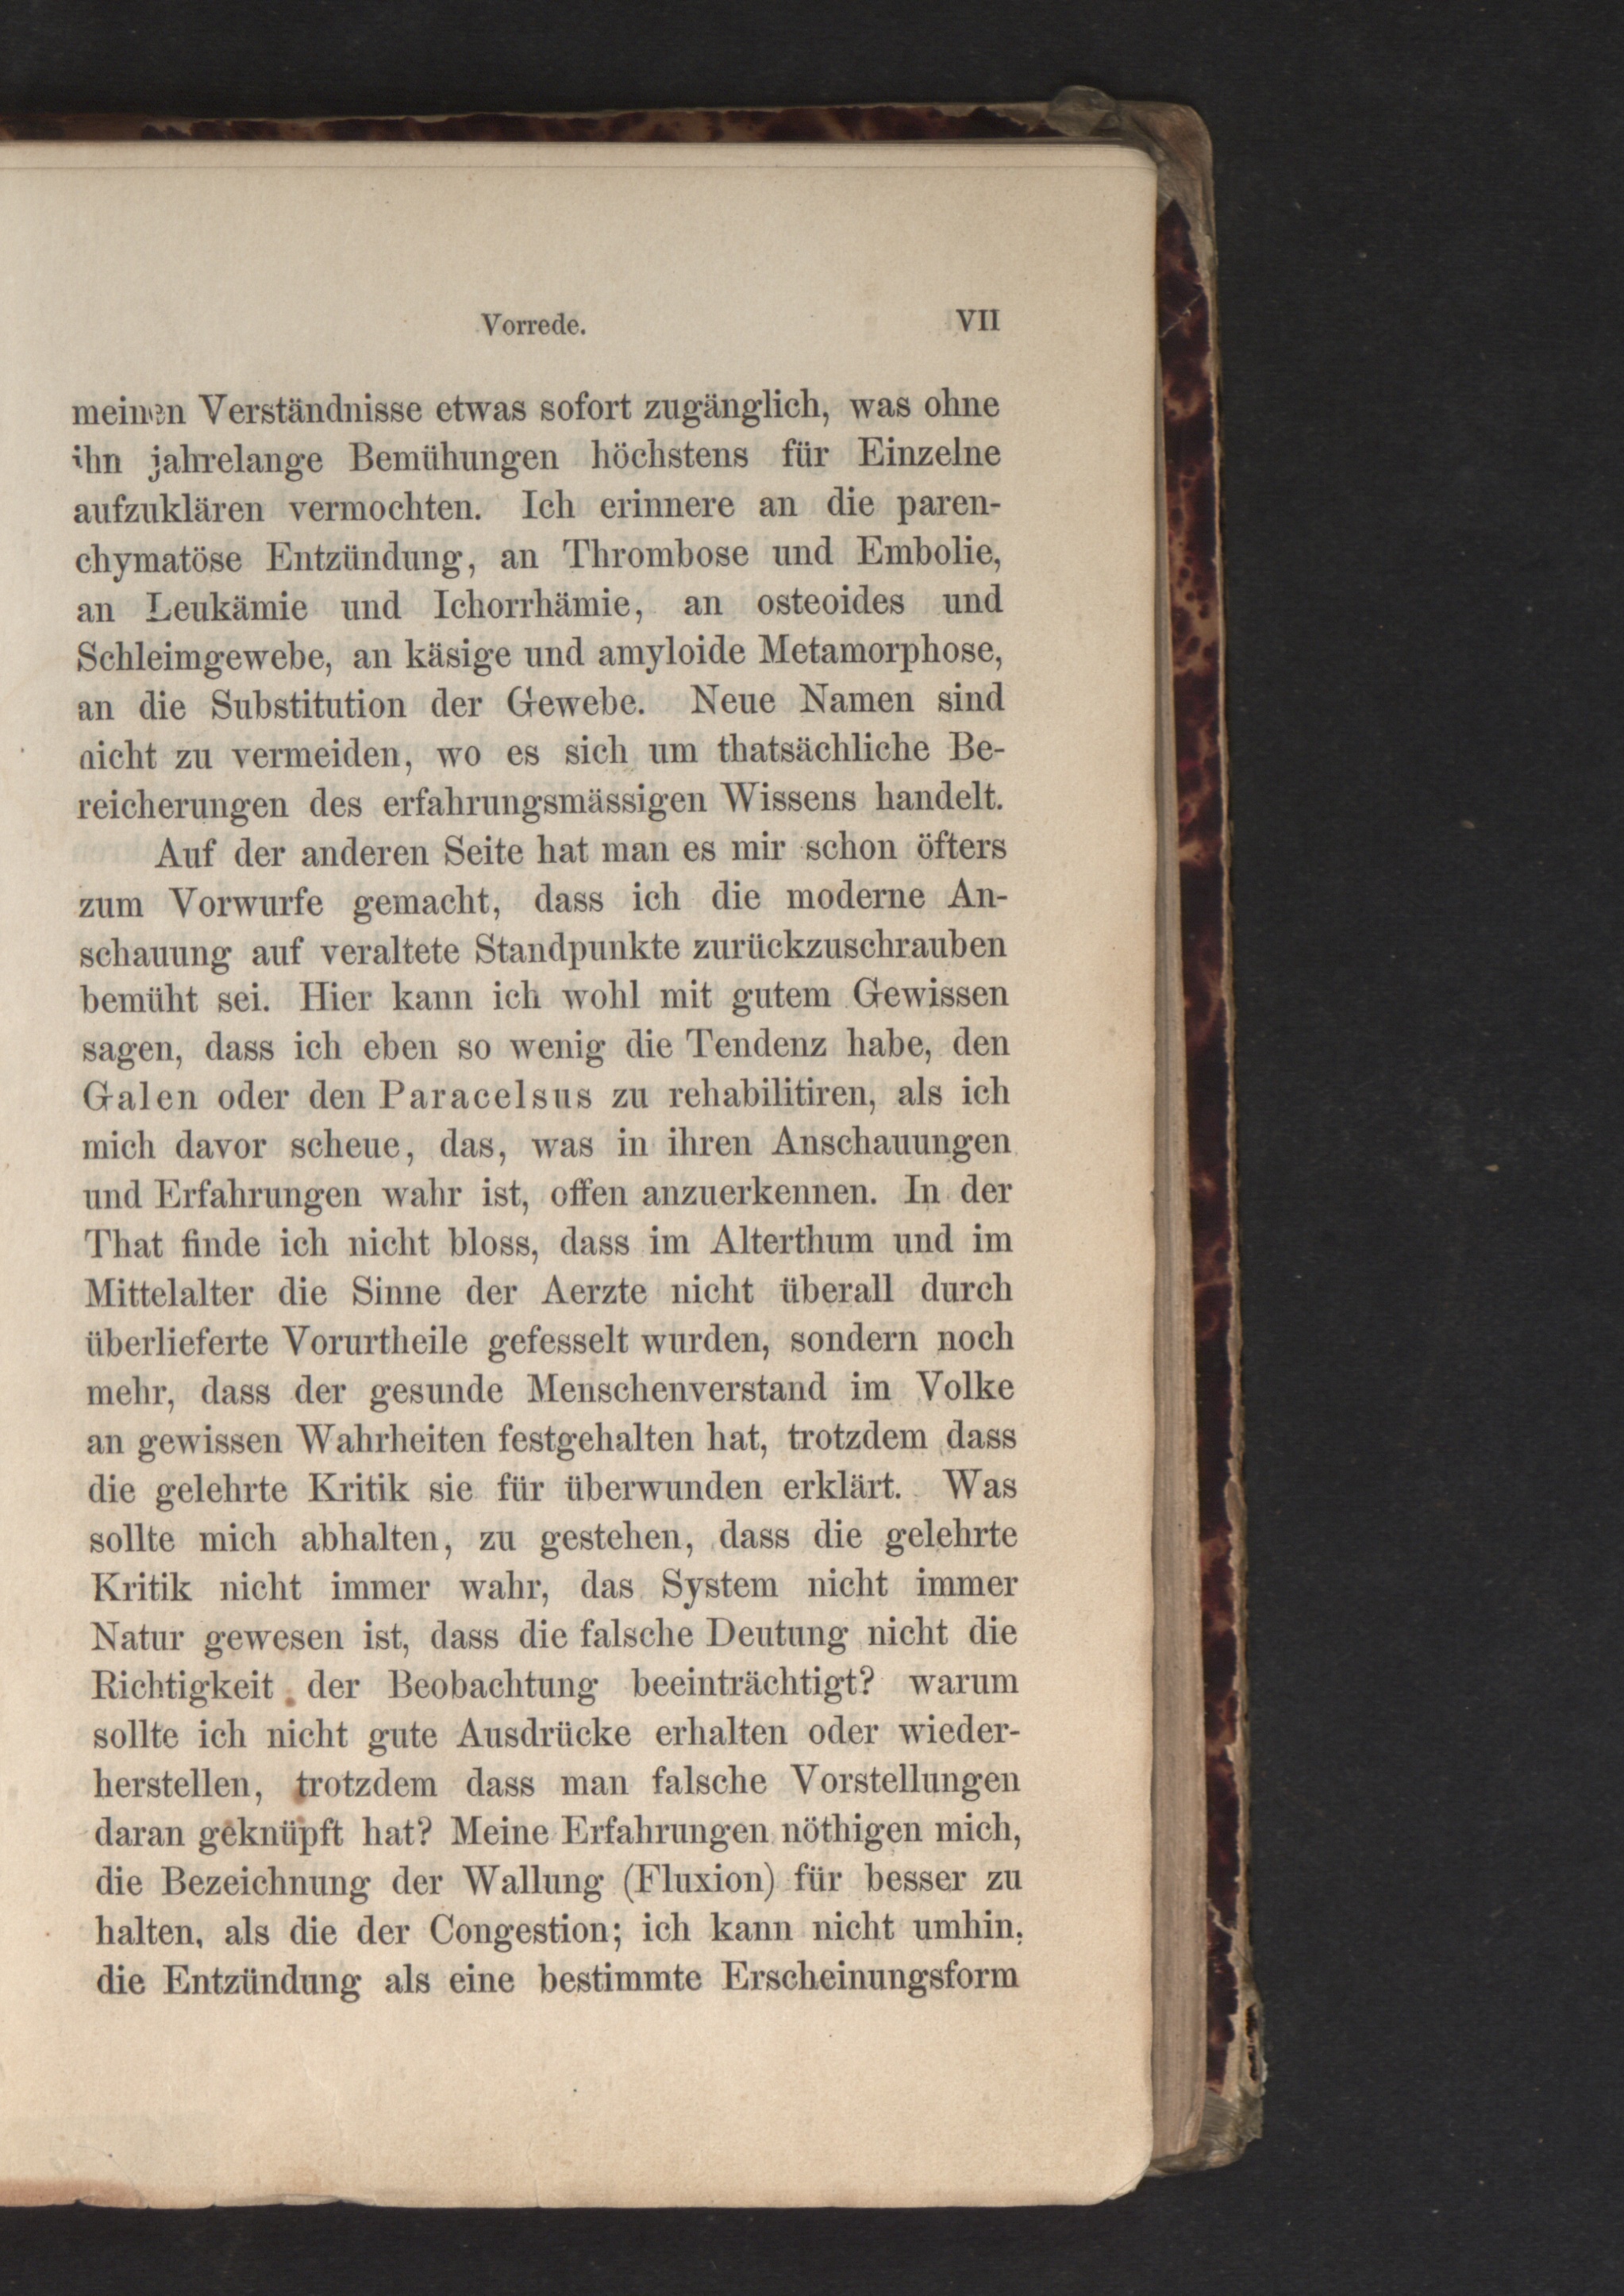 Vorrede. VII
meinen Verständnisse etwas sofort zugänglich, was ohne
ihn jahrelange Bemühungen höchstens für Einzelne
aufzuklären vermochten. Ich erinnere an die paren-
chymatöse Entzündung, an Thrombose und Embolie,
an Leukämie und Ichorrhämie, an osteoides und
Schleimgewebe, an käsige und amyloide Metamorphose,
an die Substitution der Gewebe. Neue Namen sind
nicht zu vermeiden, wo es sich um thatsächliche Be-
reicherungen des erfahrungsmässigen Wissens handelt.
Auf der anderen Seite hat man es mir schon öfters
zum Vorwurfe gemacht, dass ich die moderne An-
schauung auf veraltete Standpunkte zurückzuschrauben
bemüht sei. Hier kann ich wohl mit gutem Gewissen
sagen, dass ich eben so wenig die Tendenz habe, den
Galen oder den Paracelsus zu rehabilitiren, als ich
mich davor scheue, das, was in ihren Anschauungen
und Erfahrungen wahr ist, offen anzuerkennen. In der
That finde ich nicht bloss, dass im Alterthum und im
Mittelalter die Sinne der Aerzte nicht überall durch
überlieferte Vorurtheile gefesselt wurden, sondern noch
mehr, dass der gesunde Menschenverstand im Volke
an gewissen Wahrheiten festgehalten hat, trotzdem dass
die gelehrte Kritik sie für überwunden erklärt. Was
sollte mich abhalten, zu gestehen, dass die gelehrte
Kritik nicht immer wahr, das System nicht immer
Natur gewesen ist, dass die falsche Deutung nicht die
Richtigkeit der Beobachtung beeinträchtigt? warum
sollte ich nicht gute Ausdrücke erhalten oder wieder-
herstellen, trotzdem dass man falsche Vorstellungen
daran geknüpft hat? Meine Erfahrungen nöthigen mich,
die Bezeichnung der Wallung (Fluxion) für besser zu
halten, als die der Congestion; ich kann nicht umhin,
die Entzündung als eine bestimmte Erscheinungsform